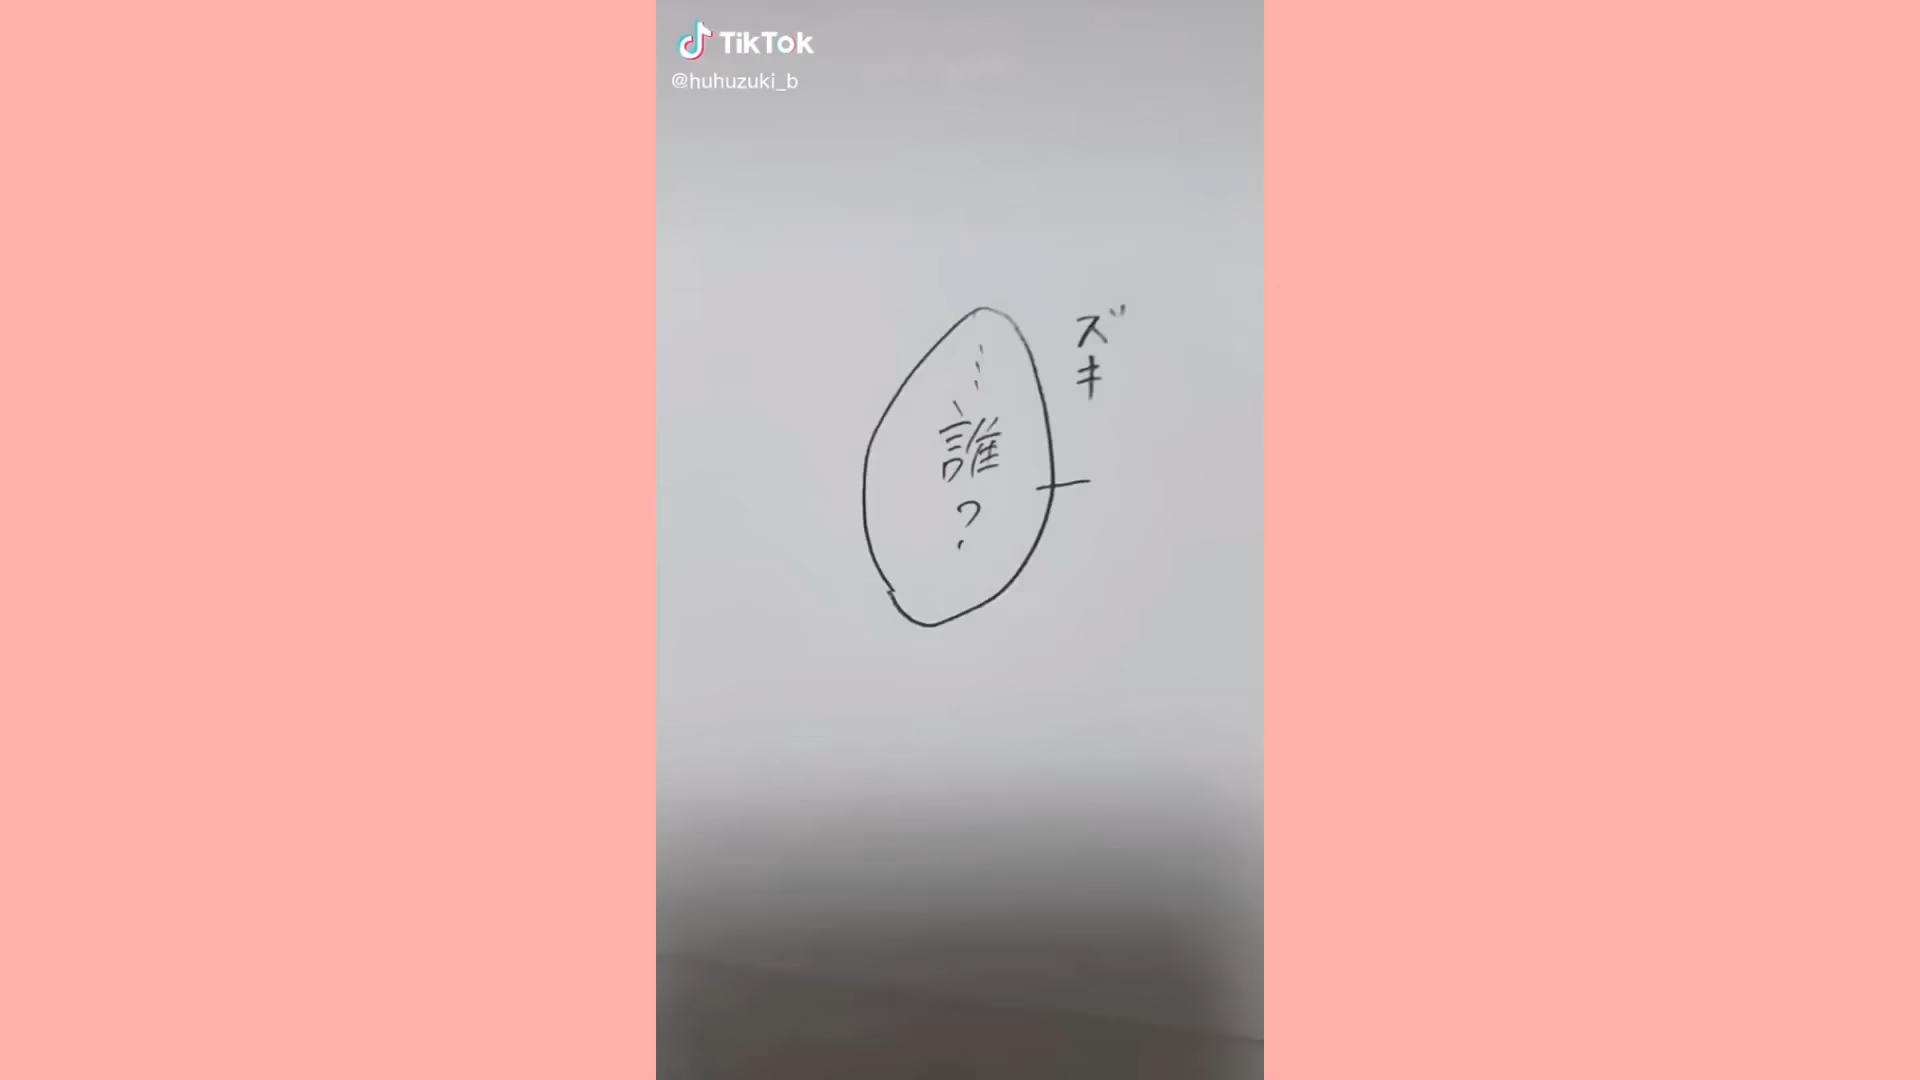 TikTok
@huhuzuki_b
ズキ
…誰?